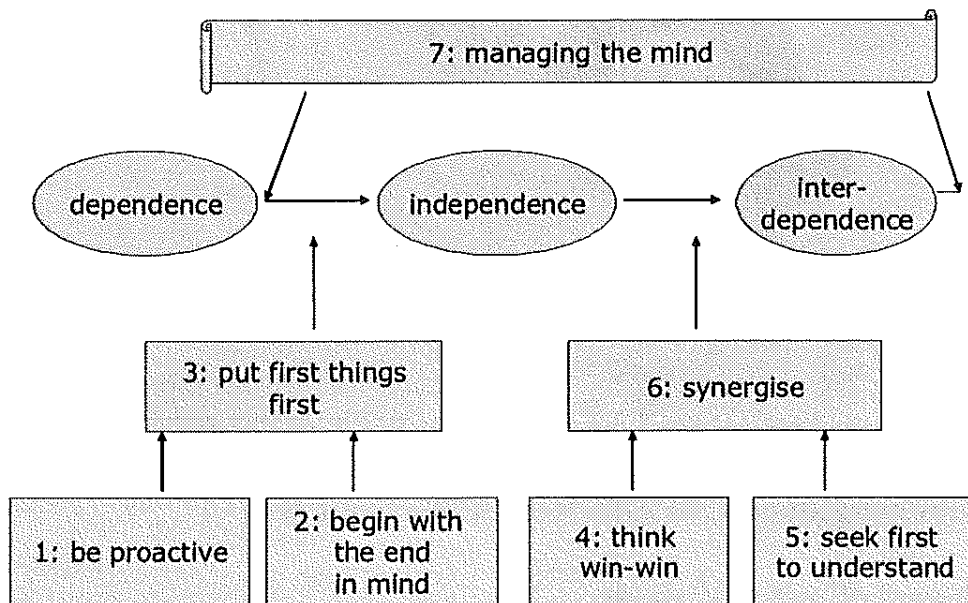 7: managing the mind
dependence
independence
inter-
dependence
3: put first things
first
6: synergise
1: be proactive
2: begin with
the end
in mind
4: think
win-win
5: seek first
to understand